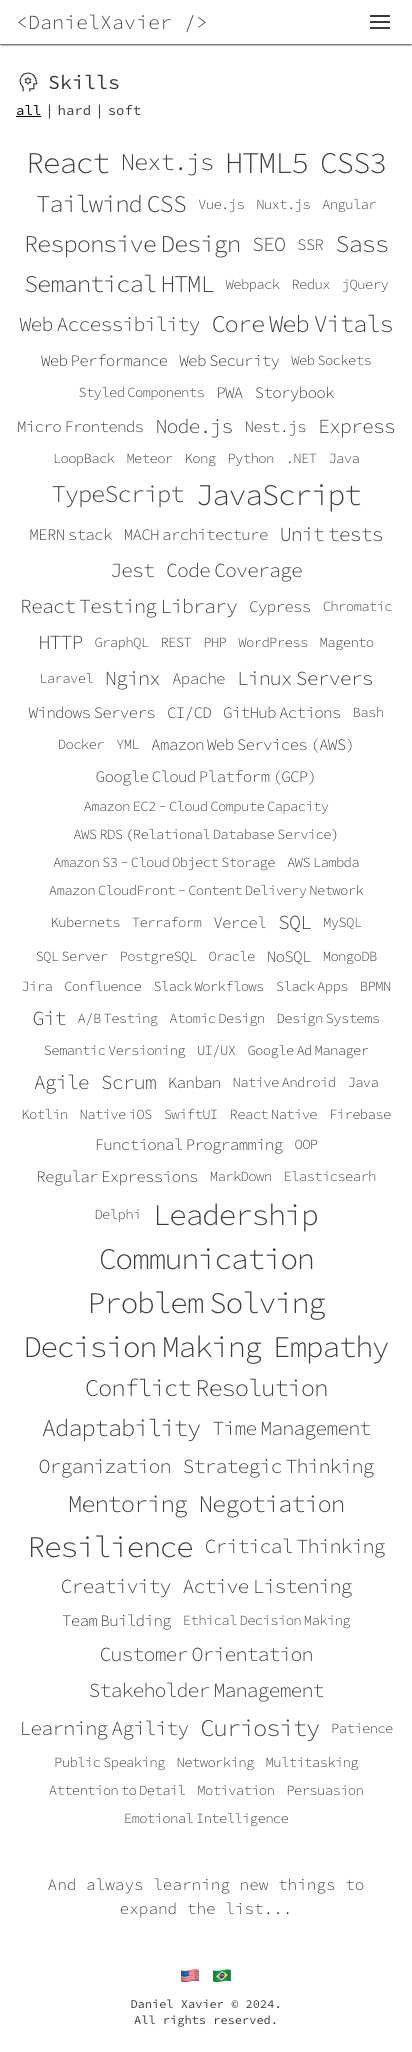 <DanielXavier />
Skills
all | hard | soft
React Next.js HTML5 CSS3
Tailwind CSS Vue.js Nuxt.js Angular
Responsive Design SEO SSR Sass
Semantical HTML Webpack Redux jQuery
Web Accessibility Core Web Vitals
Web Performance Web Security Web Sockets
Styled Components PWA Storybook
Micro Frontends Node.js Nest.js Express
LoopBack Meteor Kong Python .NET Java
TypeScript JavaScript
MERN stack MACH architecture Unit tests
Jest Code Coverage
React Testing Library Cypress Chromatic
HTTP GraphQL REST PHP WordPress Magento
Laravel Nginx Apache Linux Servers
Windows Servers CI/CD GitHub Actions Bash
Docker YML Amazon Web Services (AWS)
Google Cloud Platform (GCP)
Amazon EC2 - Cloud Compute Capacity
AWS RDS (Relational Database Service)
Amazon S3 - Cloud Object Storage AWS Lambda
Amazon CloudFront - Content Delivery Network
Kubernets Terraform Vercel SQL MySQL
SQL Server PostgreSQL Oracle NoSQL MongoDB
Jira Confluence Slack Workflows Slack Apps BPMN
Git A/B Testing Atomic Design Design Systems
Semantic Versioning UI/UX Google Ad Manager
Agile Scrum Kanban Native Android Java
Kotlin Native iOS SwiftUI React Native Firebase
Functional Programming OOP
Regular Expressions MarkDown Elasticsearh
Delphi Leadership
Communication
Problem Solving
Decision Making Empathy
Conflict Resolution
Adaptability Time Management
Organization Strategic Thinking
Mentoring Negotiation
Resilience Critical Thinking
Creativity Active Listening
Team Building Ethical Decision Making
Customer Orientation
Stakeholder Management
Learning Agility Curiosity Patience
Public Speaking Networking Multitasking
Attention to Detail Motivation Persuasion
Emotional Intelligence
And always learning new things to
expand the list...
Daniel Xavier © 2024.
All rights reserved.